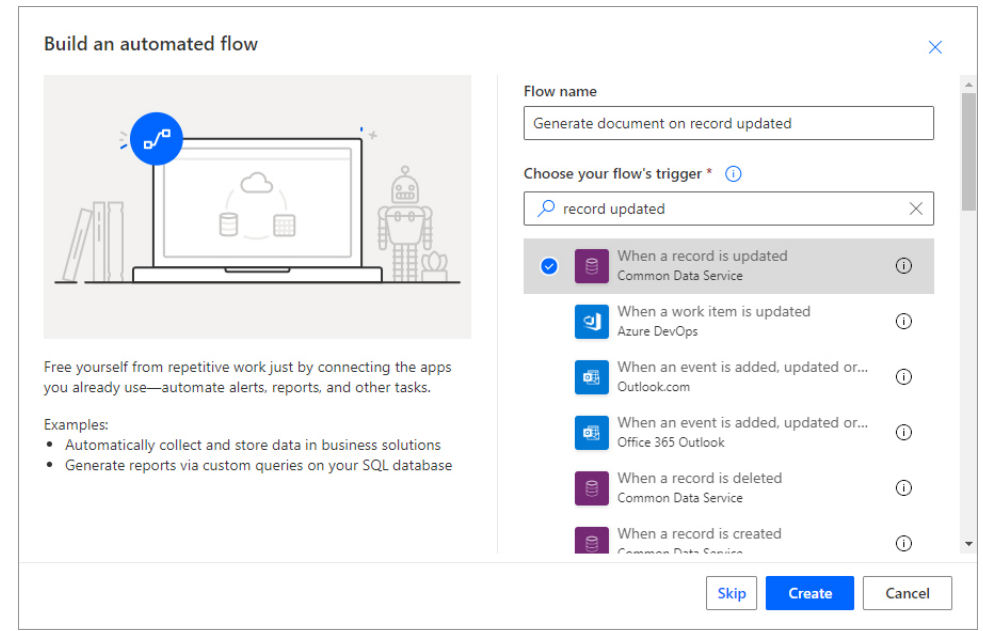 Build an automated flow
Free yourself from repetitive work just by connecting the apps
you already use—automate alerts, reports, and other tasks.
Examples:
• Automatically collect and store data in business solutions
• Generate reports via custom queries on your SQL database
Flow name
Generate document on record updated
Choose your flow's trigger *
record updated
When a record is updated
Common Data Service
When a work item is updated
Azure DevOps
When an event is added, updated or...
Outlook.com
When an event is added, updated or...
Office 365 Outlook
When a record is deleted
Common Data Service
When a record is created
Common Data Service
Skip
Create
Cancel